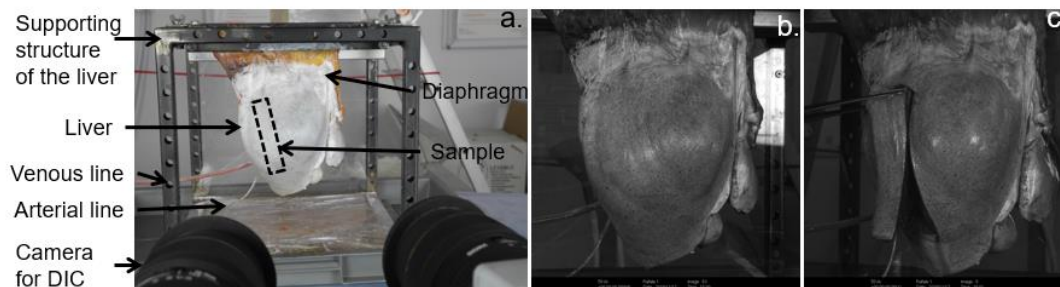 Supporting
structure
of the liver
Liver
Venous line
Arterial line
Camera
for DIC
a.
Diaphragm
Sample
b.
c.